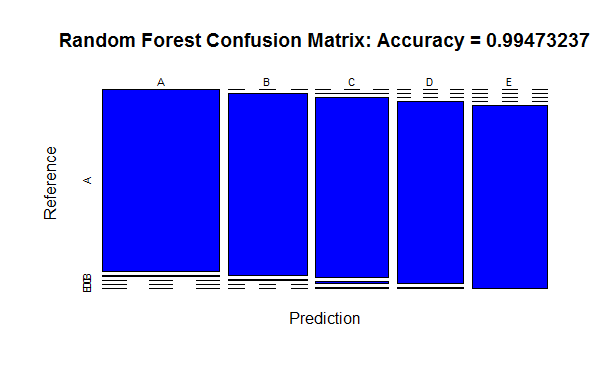 Random Forest Confusion Matrix: Accuracy = 0.99473237
A B C D E
Reference
A
B
Prediction